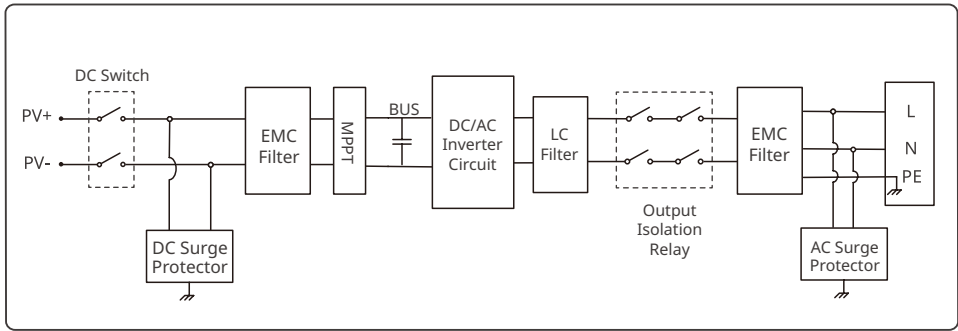 DC Switch
PV+
PV-
DC Surge
Protector
EMC
Filter
MPPT
BUS
DC/AC
Inverter
Circuit
LC
Filter
Output
Isolation
Relay
EMC
Filter
L
N
PE
AC Surge
Protector